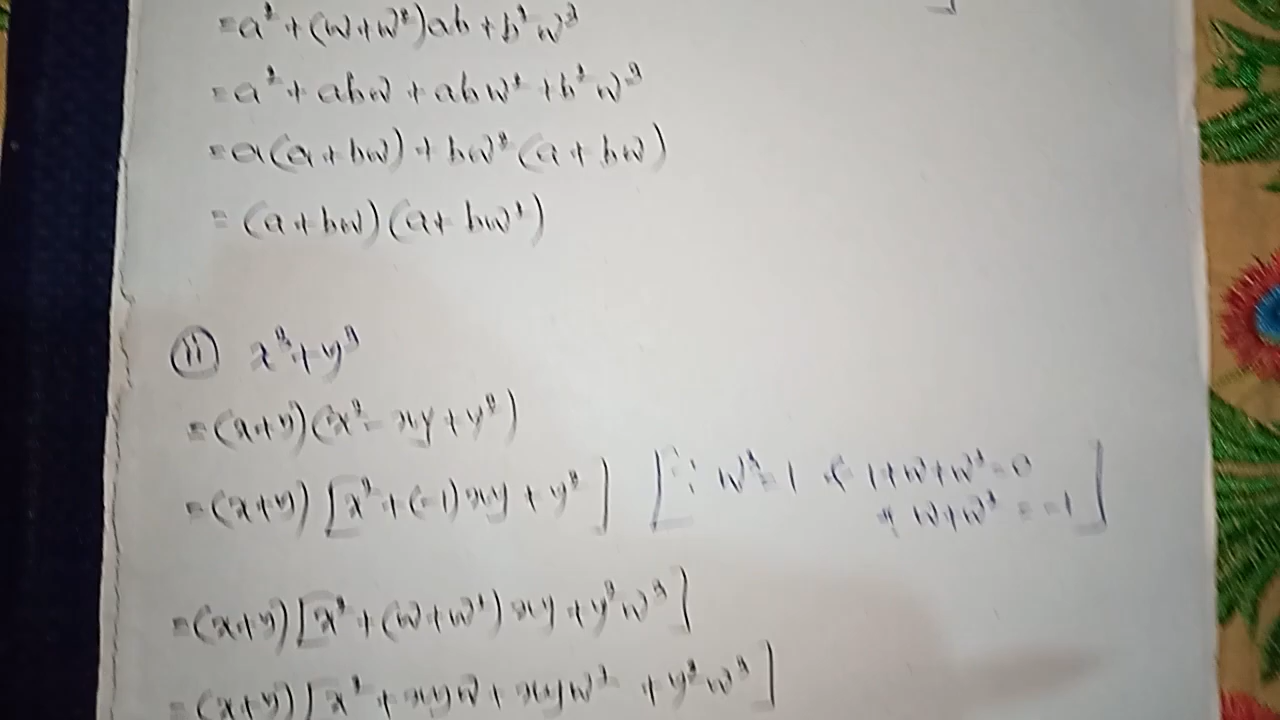 =a²+(ω+ω²)ab+b²ω³
=a²+abω+abω²+b²ω³
=a(a+bω)+bω²(a+bω)
=(a+bω)(a+bω²)
(ii) x³+y³
=(x+y)(x²-xy+y²)
=(x+y)[x²+(-1)xy+y²] [∵ ω³=1 & 1+ω+ω²=0
ω+ω²=-1]
=(x+y)[x²+(ω+ω²)xy+y²ω³]
=(x+y)[x²+xyω+xyω²+y²ω³]